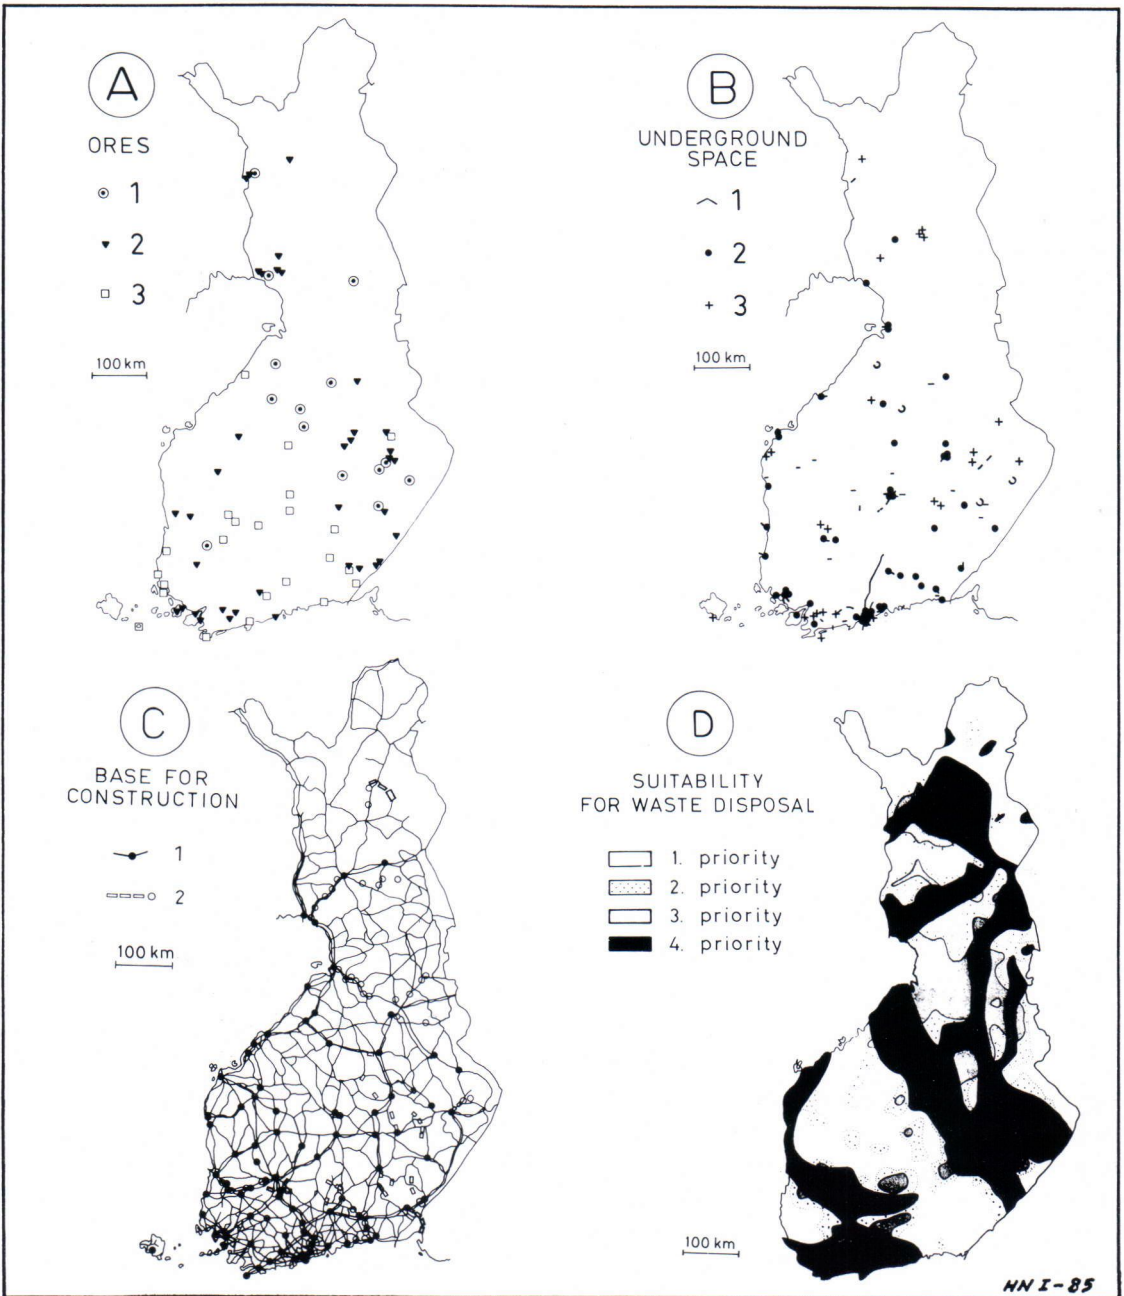 A
ORES
1
2
3
100 km
B
UNDERGROUND
SPACE
1
2
3
100 km
C
BASE FOR
CONSTRUCTION
1
2
100 km
D
SUITABILITY
FOR WASTE DISPOSAL
1. priority
2. priority
3. priority
4. priority
100 km
HN I-85